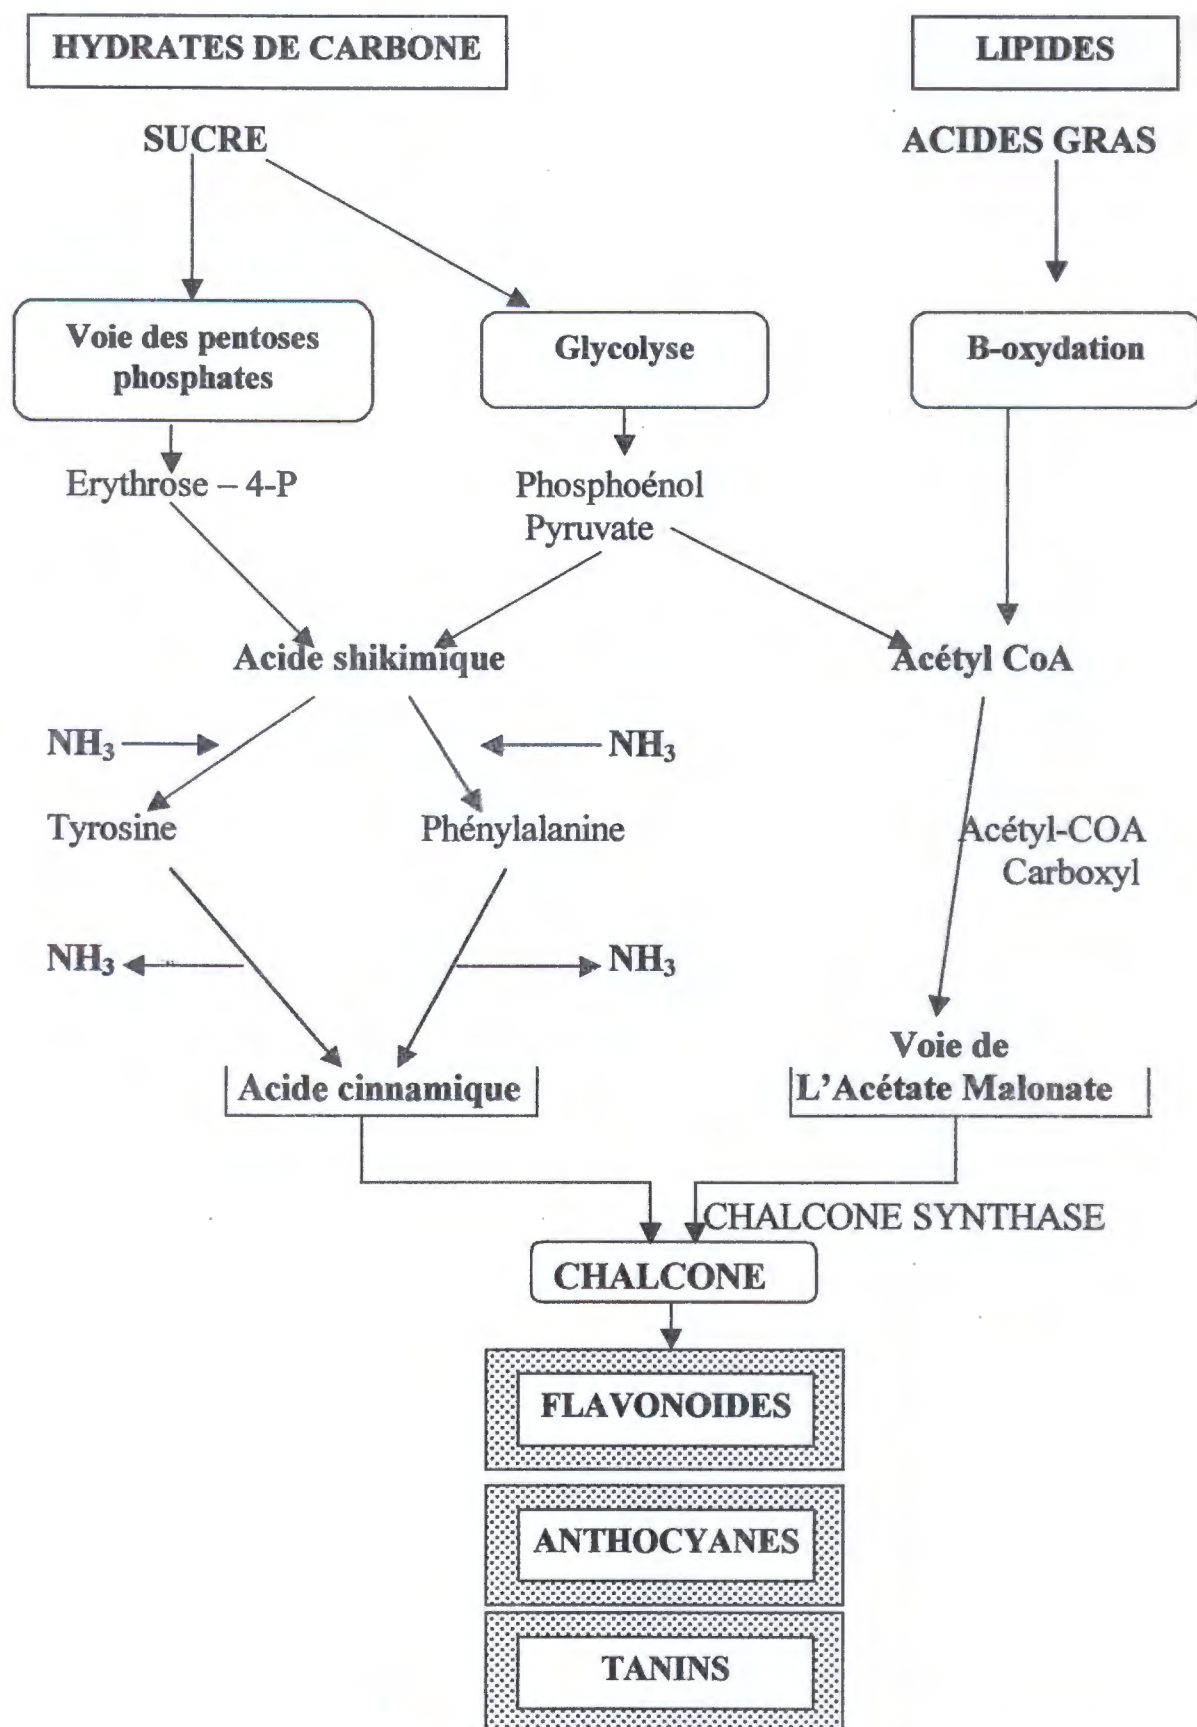 HYDRATES DE CARBONE
LIPIDES
SUCRE
ACIDES GRAS
Voie des pentoses
phosphates
Glycolyse
B-oxydation
Erythrose – 4-P
Phosphoénol
Pyruvate
Acide shikimique
Acétyl CoA
NH₃
NH₃
Tyrosine
Phénylalanine
Acétyl-COA
Carboxyl
NH₃
NH₃
Acide cinnamique
Voie de
L'Acétate Malonate
CHALCONE SYNTHASE
CHALCONE
FLAVONOIDES
ANTHOCYANES
TANINS